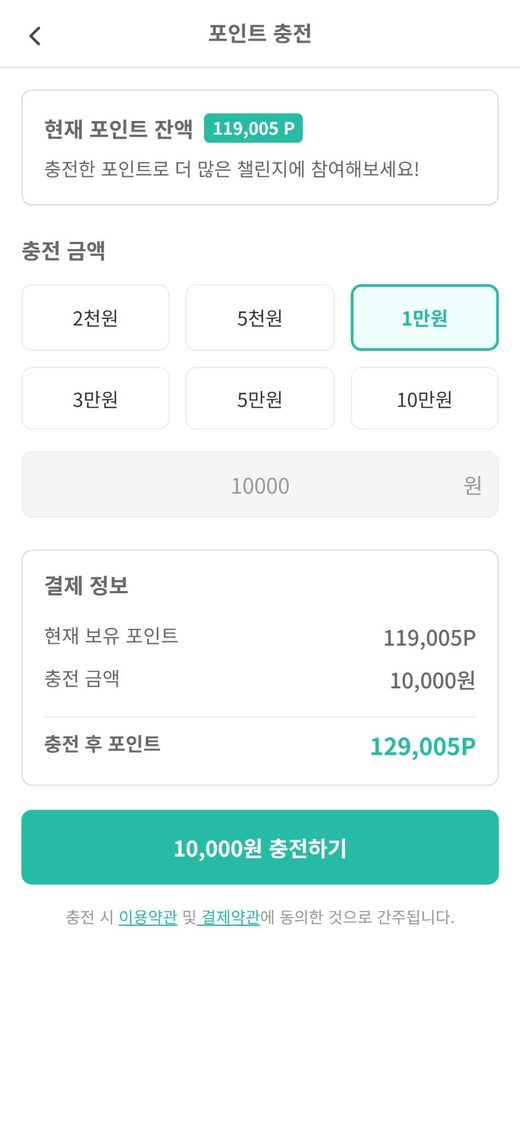 포인트 충전
현재 포인트 잔액 119,005 P
충전한 포인트로 더 많은 챌린지에 참여해보세요!
충전 금액
2천원 5천원 1만원
3만원 5만원 10만원
10000 원
결제 정보
현재 보유 포인트 119,005P
충전 금액 10,000원
충전 후 포인트 129,005P
10,000원 충전하기
충전 시 이용약관 및 결제약관에 동의한 것으로 간주됩니다.